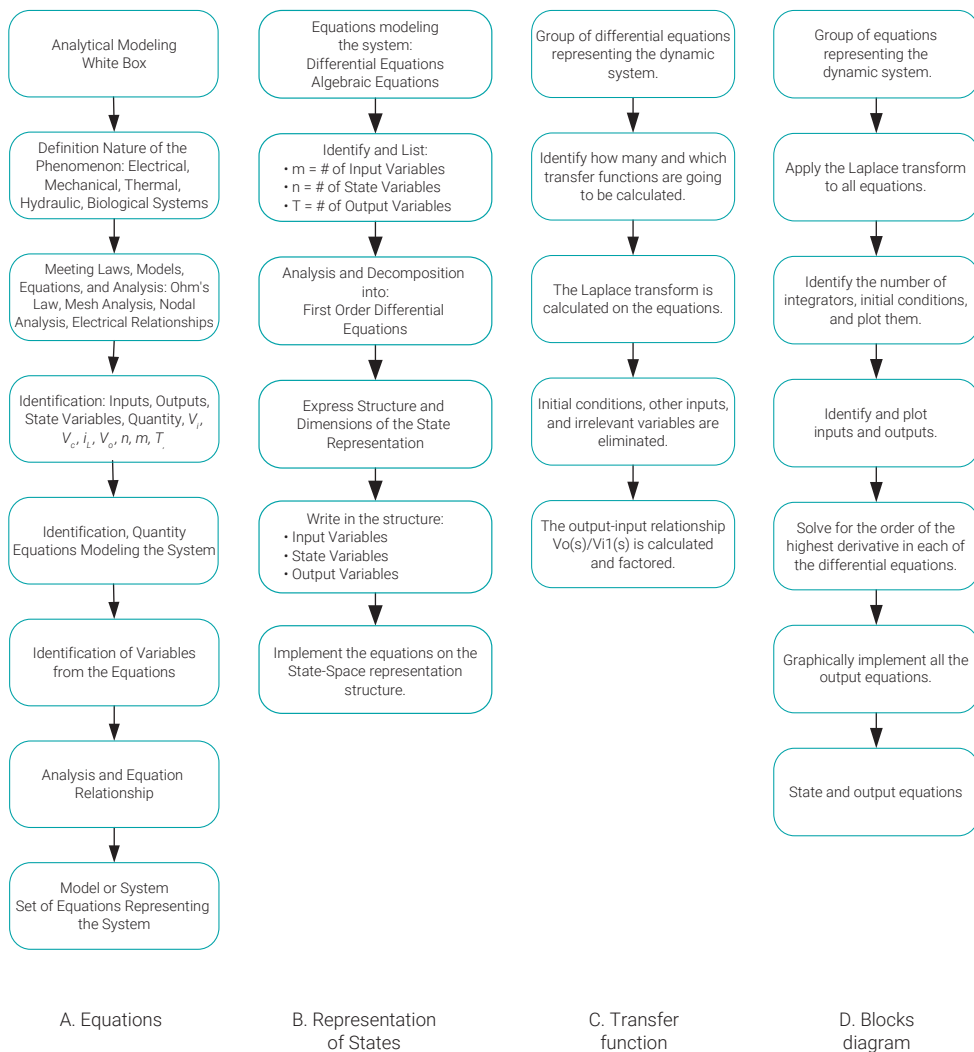 Analytical Modeling
White Box
Definition Nature of the
Phenomenon: Electrical,
Mechanical, Thermal,
Hydraulic, Biological Systems
Meeting Laws, Models,
Equations, and Analysis: Ohm's
Law, Mesh Analysis, Nodal
Analysis, Electrical Relationships
Identification: Inputs, Outputs,
State Variables, Quantity, Vi,
Vc, iL, Vo, n, m, T.
Identification, Quantity
Equations Modeling the System
Identification of Variables
from the Equations
Analysis and Equation
Relationship
Model or System
Set of Equations Representing
the System
A. Equations
Equations modeling
the system:
Differential Equations
Algebraic Equations
Identify and List:
• m = # of Input Variables
• n = # of State Variables
• T = # of Output Variables
Analysis and Decomposition
into:
First Order Differential
Equations
Express Structure and
Dimensions of the State
Representation
Write in the structure:
• Input Variables
• State Variables
• Output Variables
Implement the equations on the
State-Space representation
structure.
B. Representation
of States
Group of differential equations
representing the dynamic
system.
Identify how many and which
transfer functions are going
to be calculated.
The Laplace transform is
calculated on the equations.
Initial conditions, other inputs,
and irrelevant variables are
eliminated.
The output-input relationship
Vo(s)/Vi1(s) is calculated
and factored.
C. Transfer
function
Group of equations
representing the
dynamic system.
Apply the Laplace transform
to all equations.
Identify the number of
integrators, initial conditions,
and plot them.
Identify and plot
inputs and outputs.
Solve for the order of the
highest derivative in each of
the differential equations.
Graphically implement all the
output equations.
State and output equations
D. Blocks
diagram